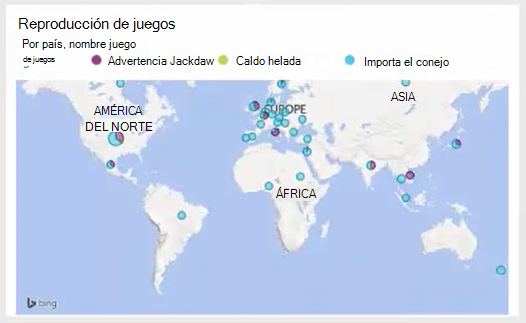 Reproducción de juegos
Por país, nombre juego
de juegos
Advertencia Jackdaw
Caldo helada
Importa el conejo
AMÉRICA
DEL NORTE
EUROPE
ASIA
ÁFRICA
bing